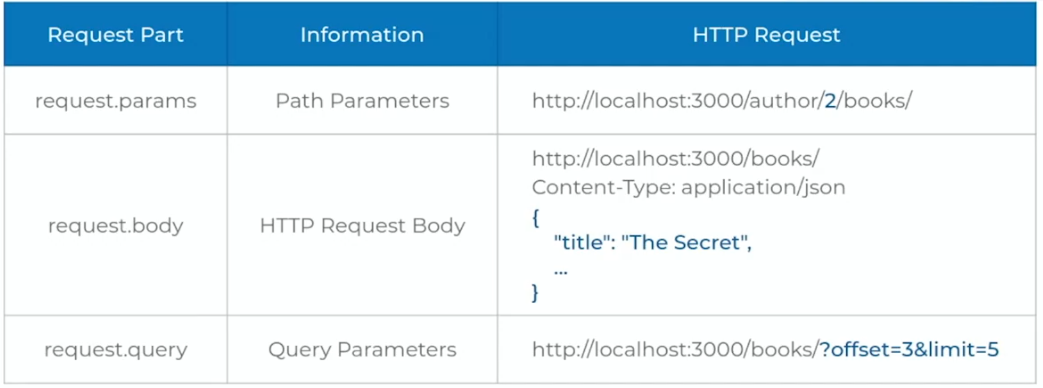 Request Part Information HTTP Request
request.params Path Parameters http://localhost:3000/author/2/books/
http://localhost:3000/books/
Content-Type: application/json
request.body HTTP Request Body {
"title": "The Secret",
...
}
request.query Query Parameters http://localhost:3000/books/?offset=3&limit=5